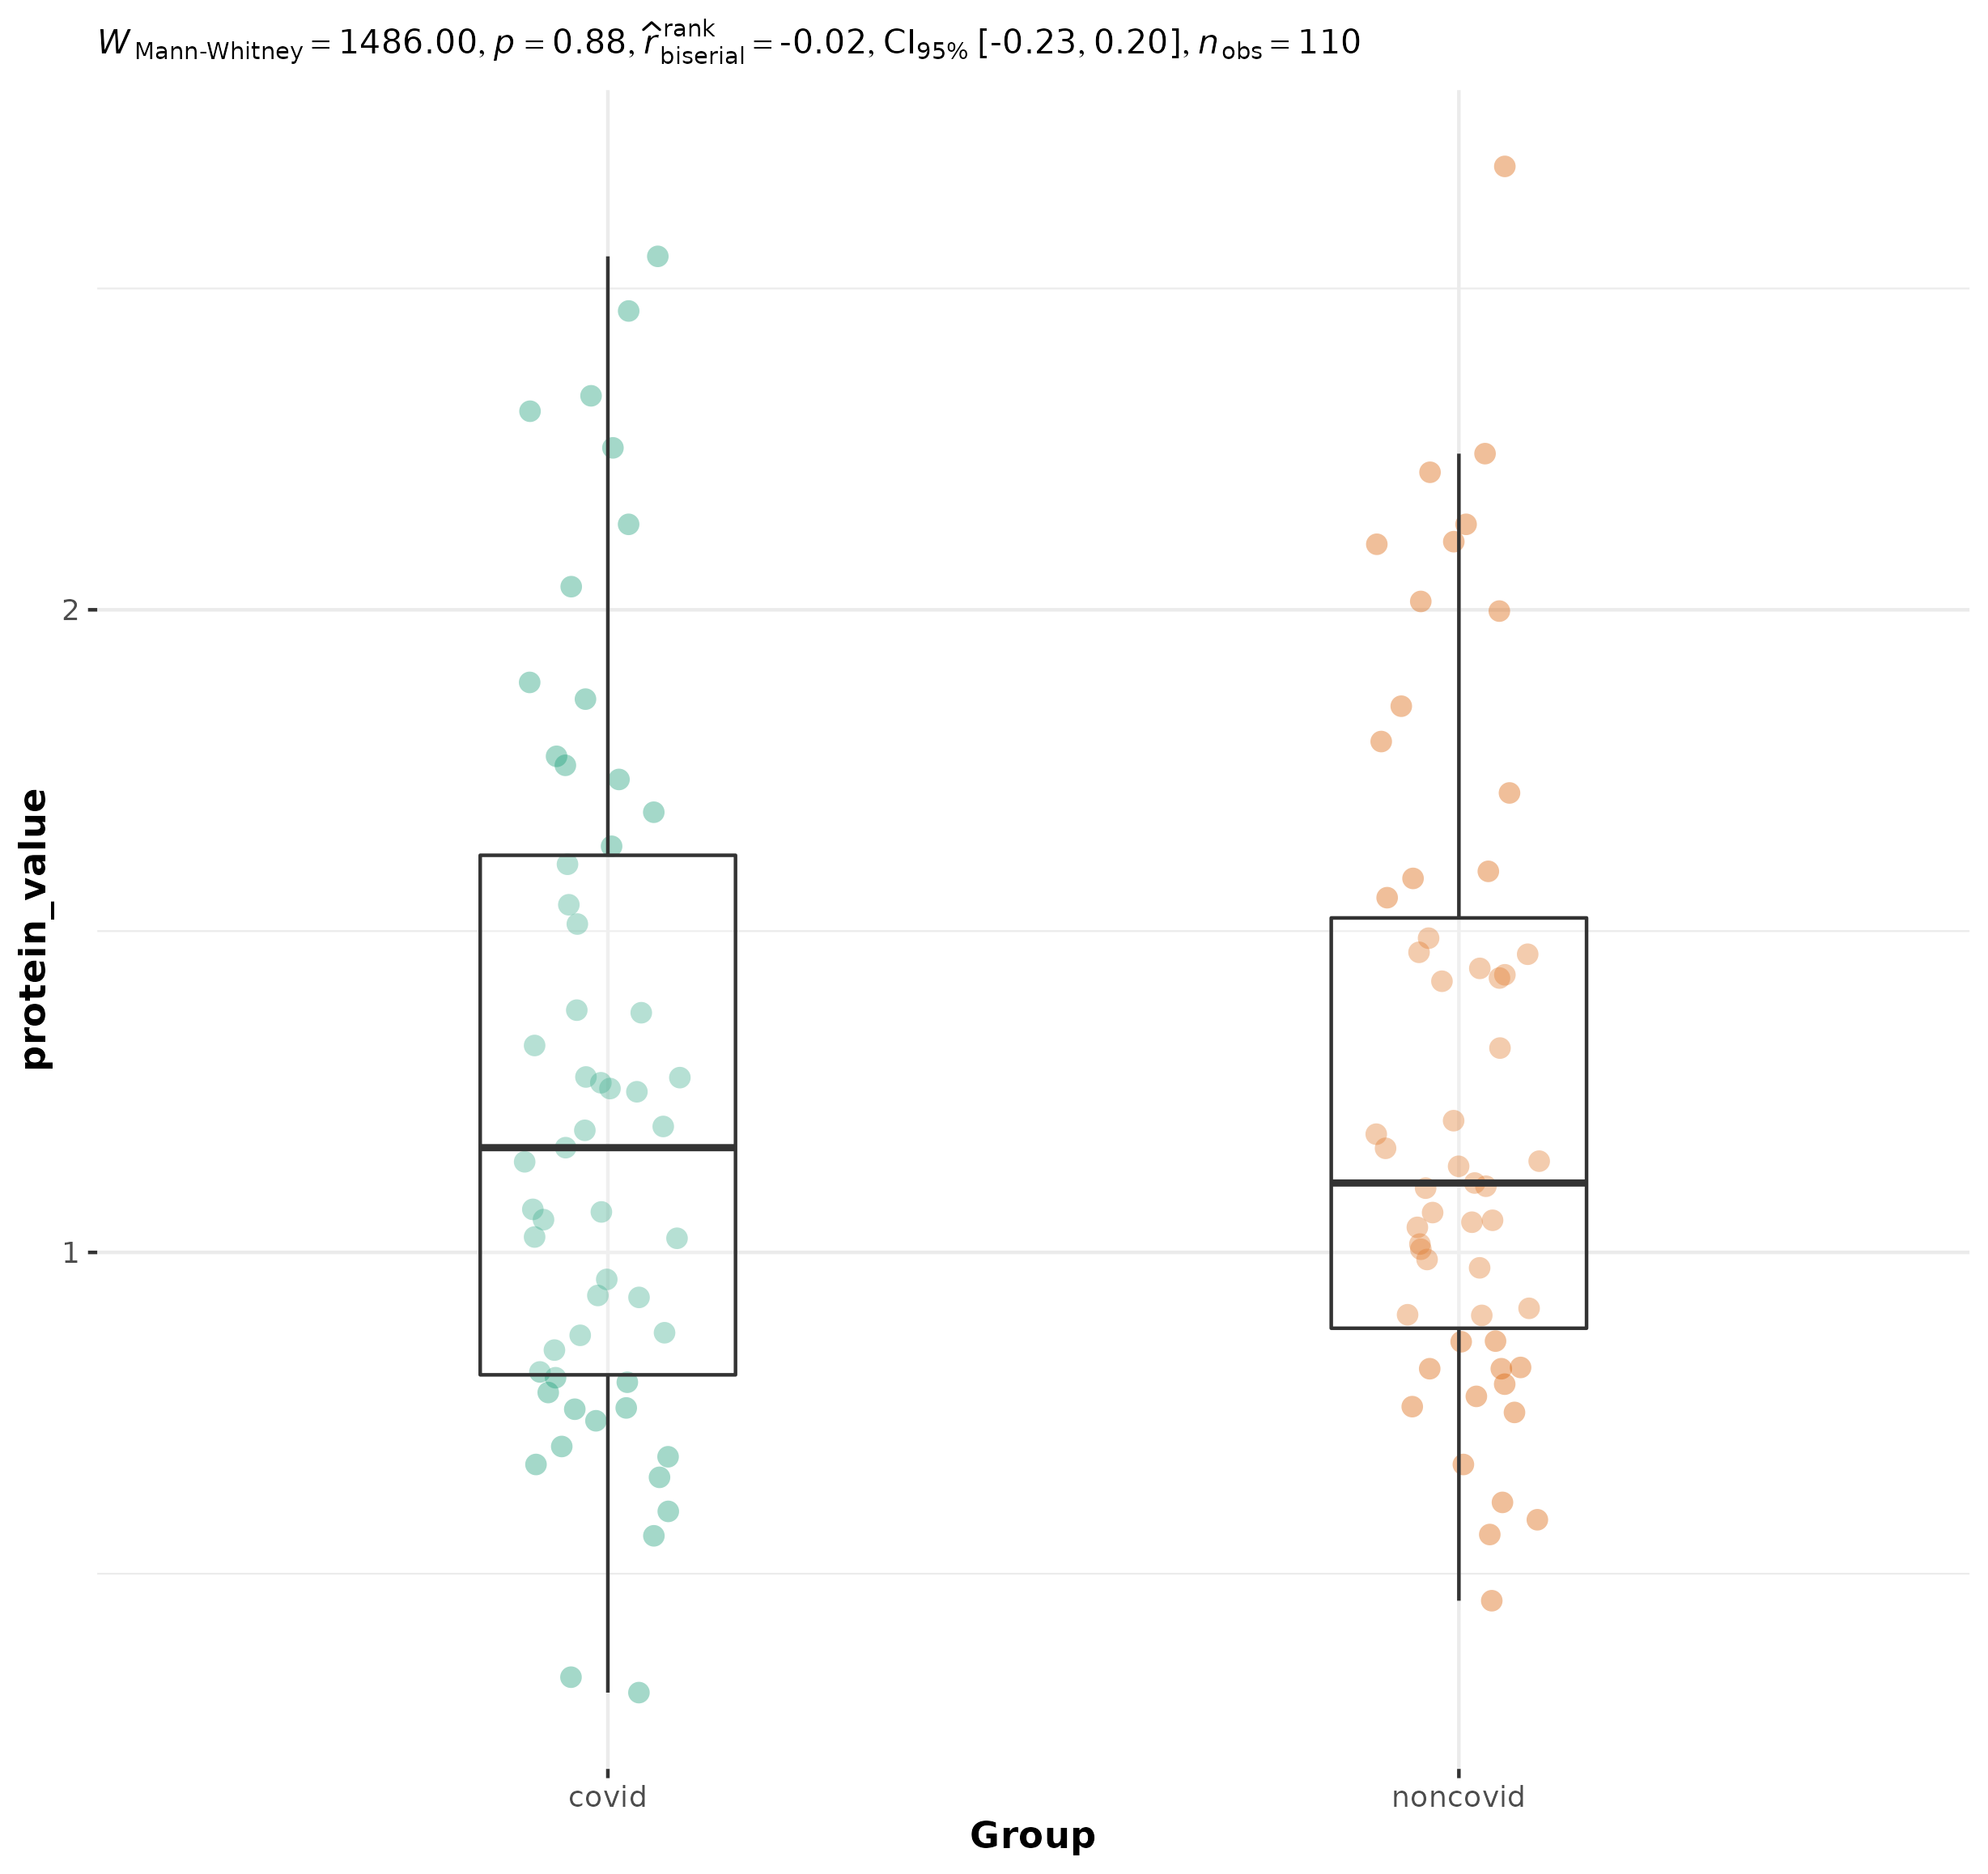 W Mann-Whitney = 1486.00, p = 0.88, r̂ rank biserial = -0.02, CI95% [-0.23, 0.20], nobs = 110
protein_value
2
1
covid noncovid
Group